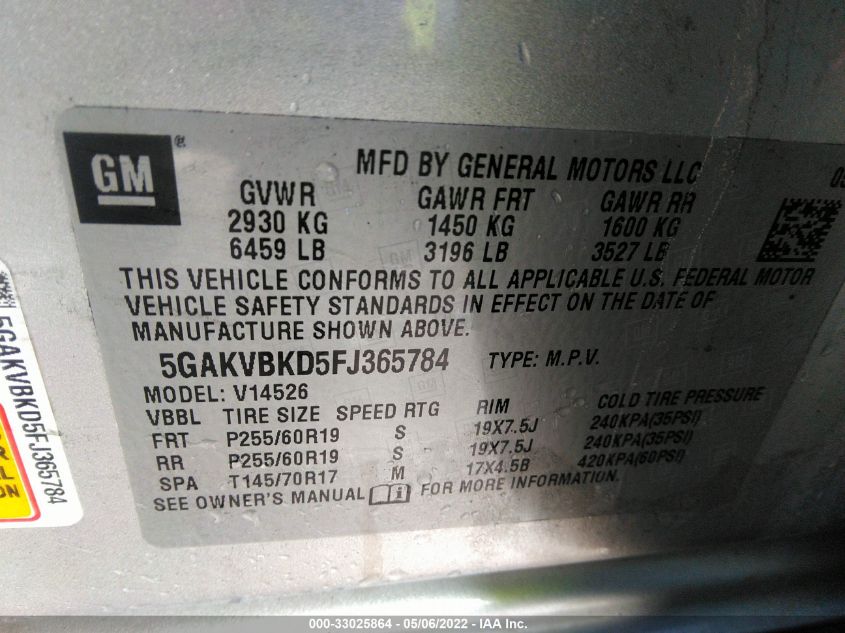 GM ®
MFD BY GENERAL MOTORS LLC
GVWR GAWR FRT GAWR RR
2930 KG 1450 KG 1600 KG
6459 LB 3196 LB 3527 LB
THIS VEHICLE CONFORMS TO ALL APPLICABLE U.S. FEDERAL MOTOR
VEHICLE SAFETY STANDARDS IN EFFECT ON THE DATE OF
MANUFACTURE SHOWN ABOVE.
5GAKVBKD5FJ365784 TYPE: M.P.V.
MODEL: V14526
VBBL TIRE SIZE SPEED RTG RIM COLD TIRE PRESSURE
FRT P255/60R19 S 19X7.5J 240KPA(35PSI)
RR P255/60R19 S 19X7.5J 240KPA(35PSI)
SPA T145/70R17 M 17X4.5B 420KPA(60PSI)
SEE OWNER'S MANUAL FOR MORE INFORMATION.
5GAKVBKD5FJ365784
000-33025864 - 05/06/2022 - IAA Inc.